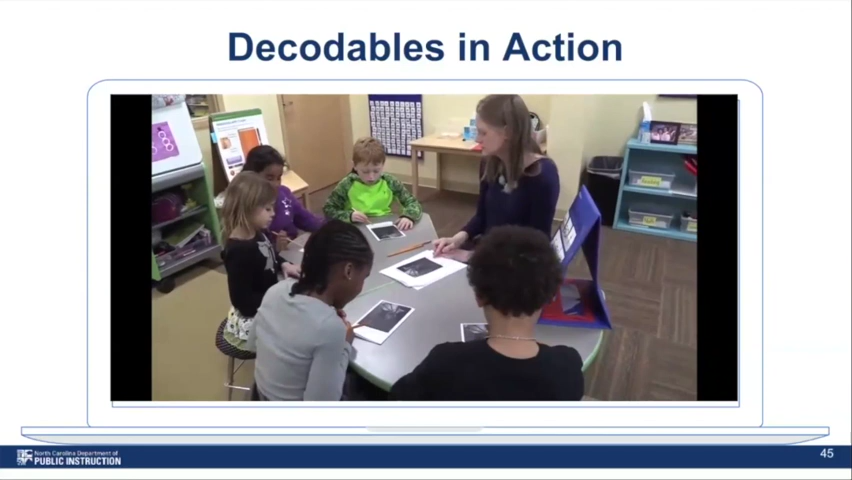 Decodables in Action
North Carolina Department of
PUBLIC INSTRUCTION
45